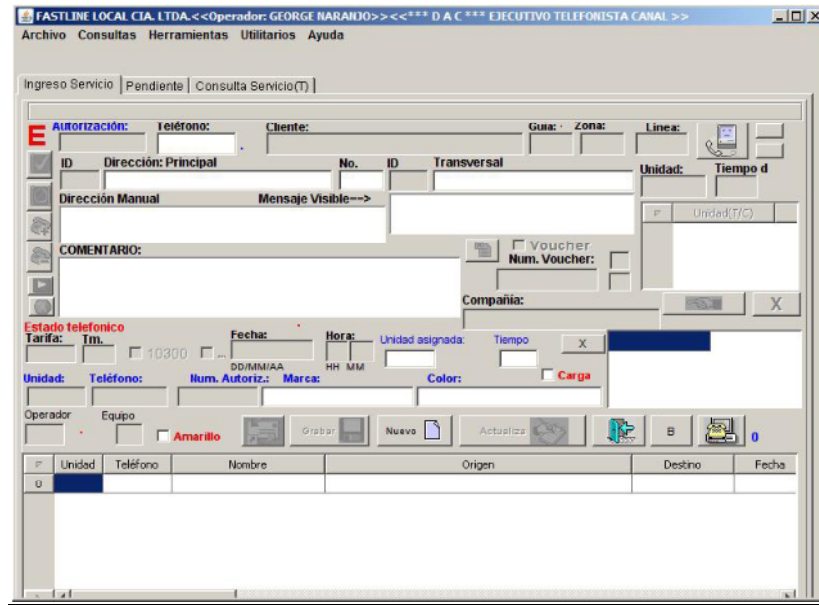 FASTLINE LOCAL CIA. LTDA.<<Operador: GEORGE NARANJO>><<*** D A C *** EJECUTIVO TELEFONISTA CANAL >>
Archivo Consultas Herramientas Utilitarios Ayuda
Ingreso Servicio Pendiente Consulta Servicio(T)
E Autorización: Teléfono: Cliente: Guia: Zona: Linea:
ID Dirección: Principal No. ID Transversal
Unidad: Tiempo d
Dirección Manual Mensaje Visible-->
Unidad(T/C)
COMENTARIO:
Voucher
Num. Voucher:
Compañia:
X
Estado telefonico
Tarifa: Tm. 10300 ... Fecha: Hora: Unidad asignada: Tiempo X
DD/MM/AA HH MM
Unidad: Teléfono: Num. Autoriz.: Marca: Color: Carga
Operador Equipo
Amarillo Grabar Nuevo Actualiza B 0
Unidad Teléfono Nombre Origen Destino Fecha
0